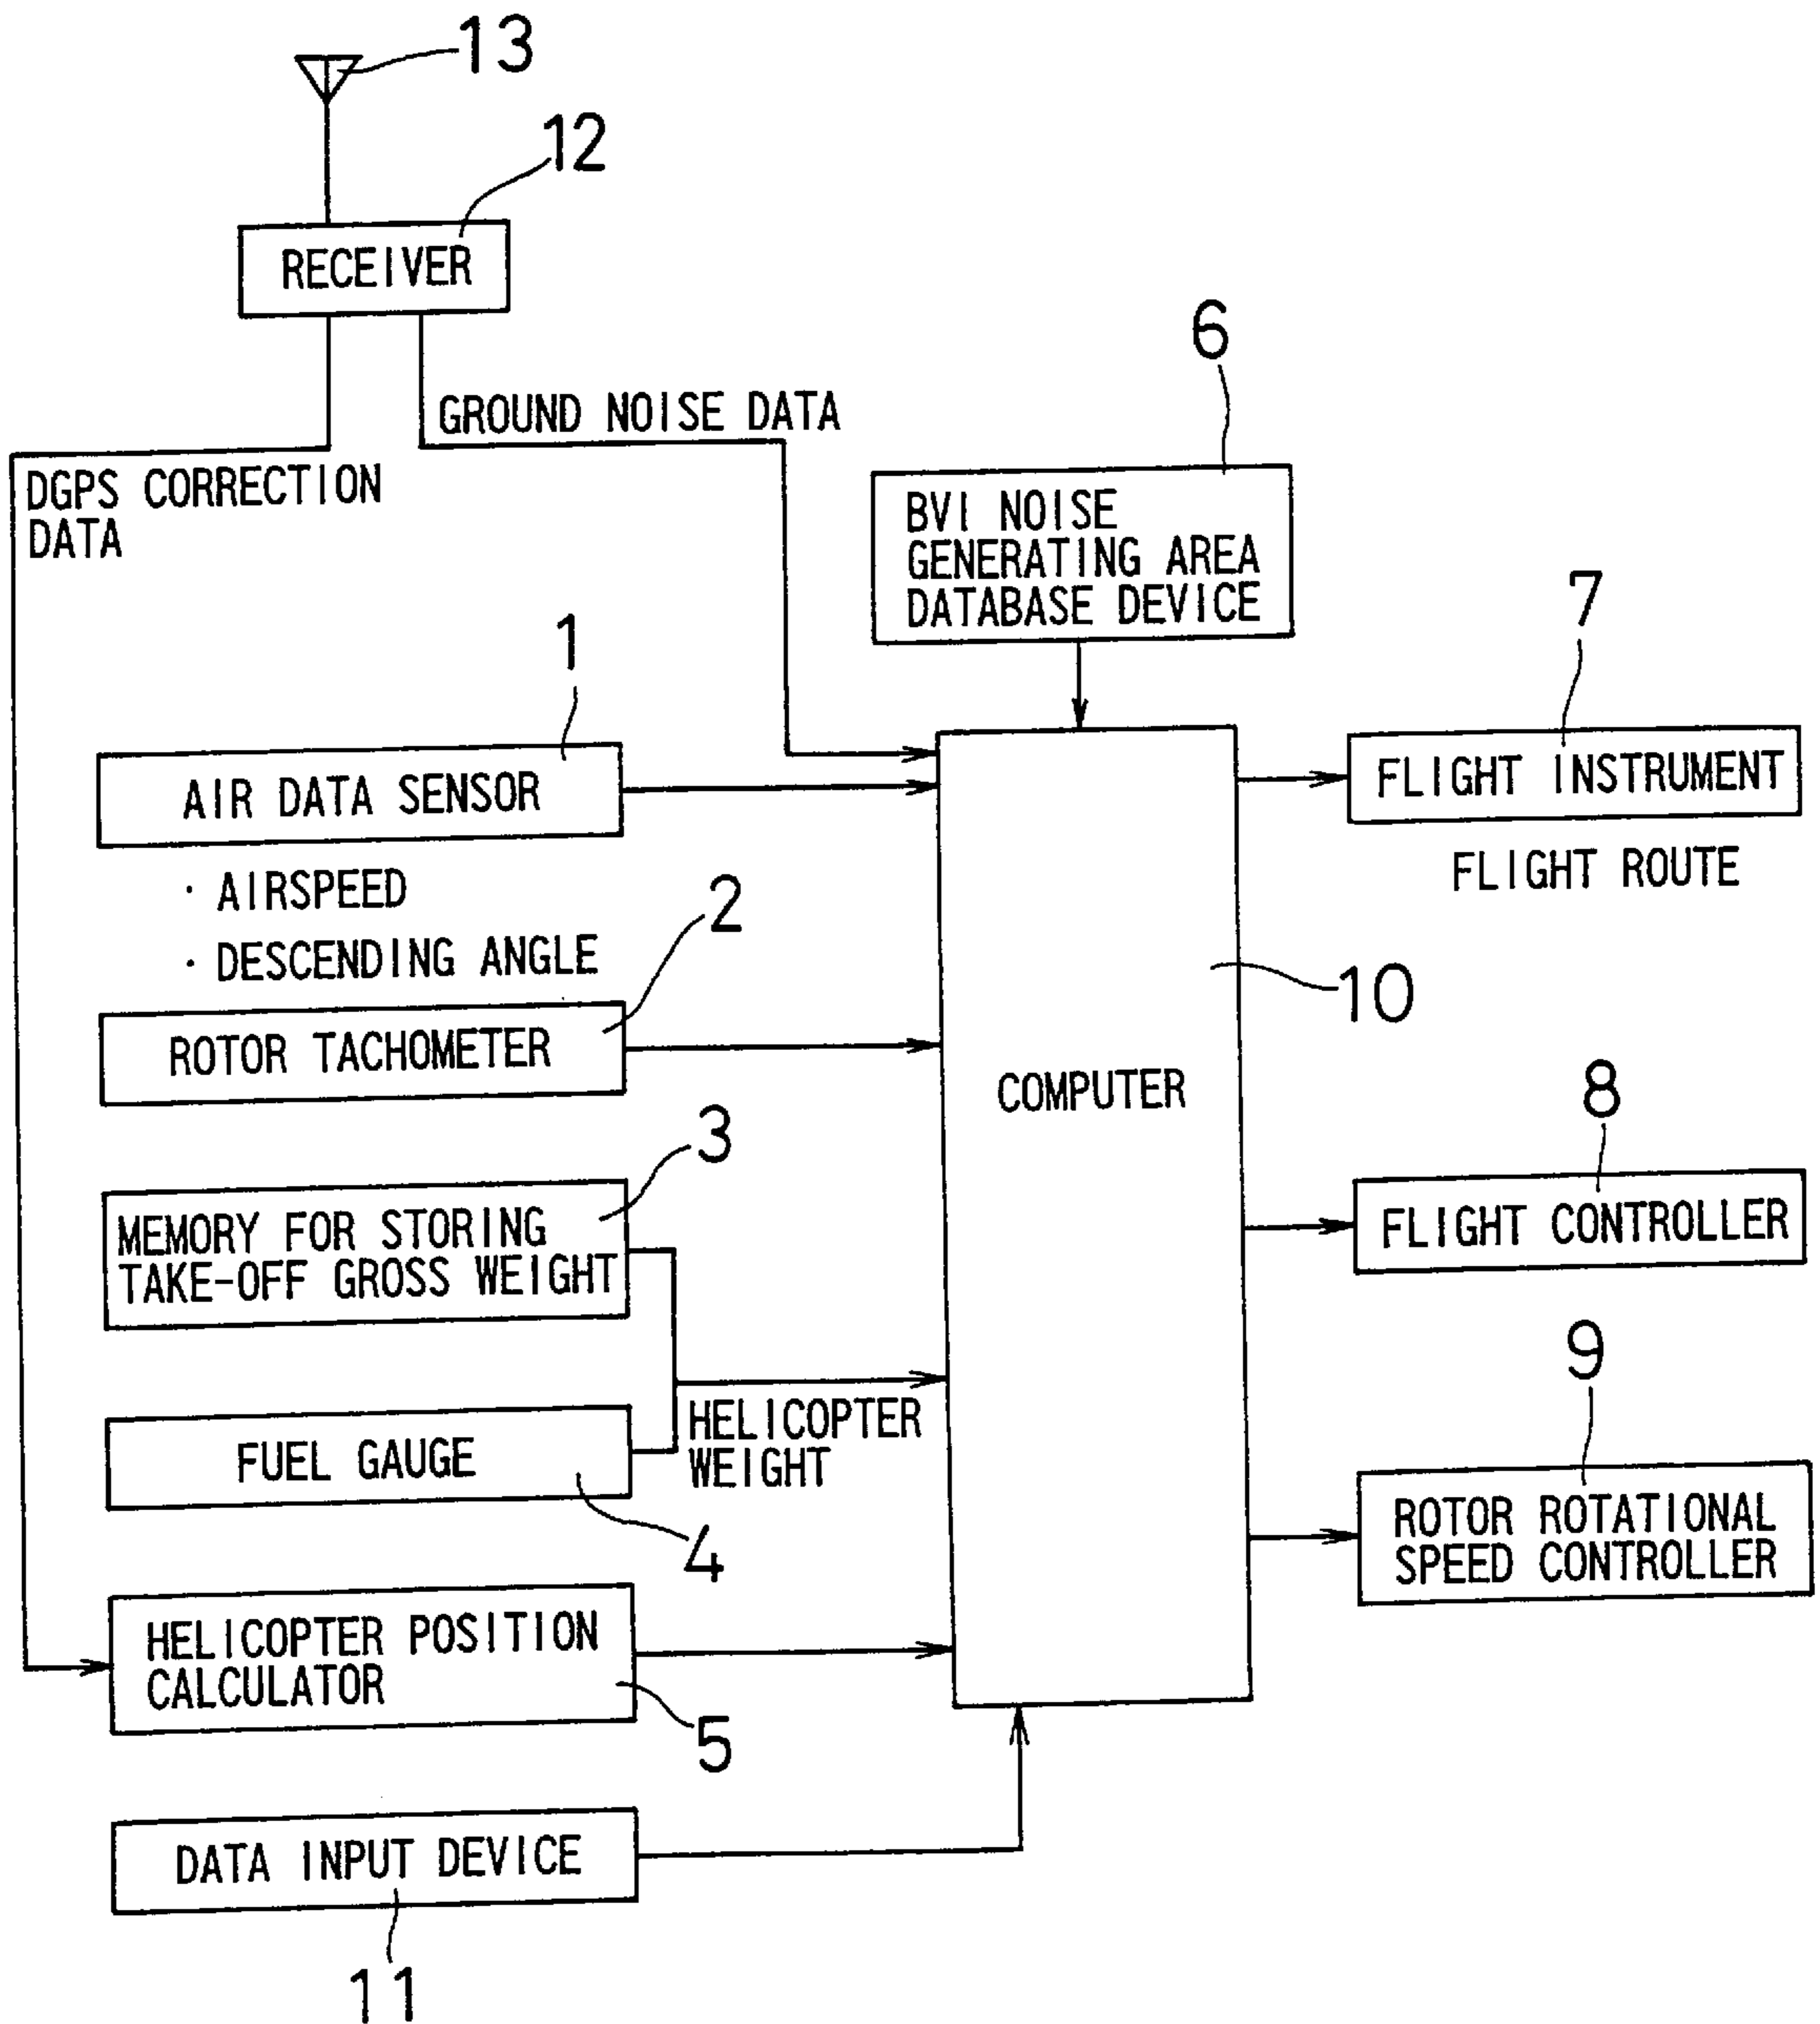 13
12
RECEIVER
GROUND NOISE DATA
DGPS CORRECTION
DATA
6
BVI NOISE
GENERATING AREA
DATABASE DEVICE
7
FLIGHT INSTRUMENT
FLIGHT ROUTE
1
AIR DATA SENSOR
· AIRSPEED
· DESCENDING ANGLE
2
ROTOR TACHOMETER
10
COMPUTER
3
MEMORY FOR STORING
TAKE-OFF GROSS WEIGHT
8
FLIGHT CONTROLLER
FUEL GAUGE
4
HELICOPTER
WEIGHT
9
ROTOR ROTATIONAL
SPEED CONTROLLER
HELICOPTER POSITION
CALCULATOR
5
DATA INPUT DEVICE
11